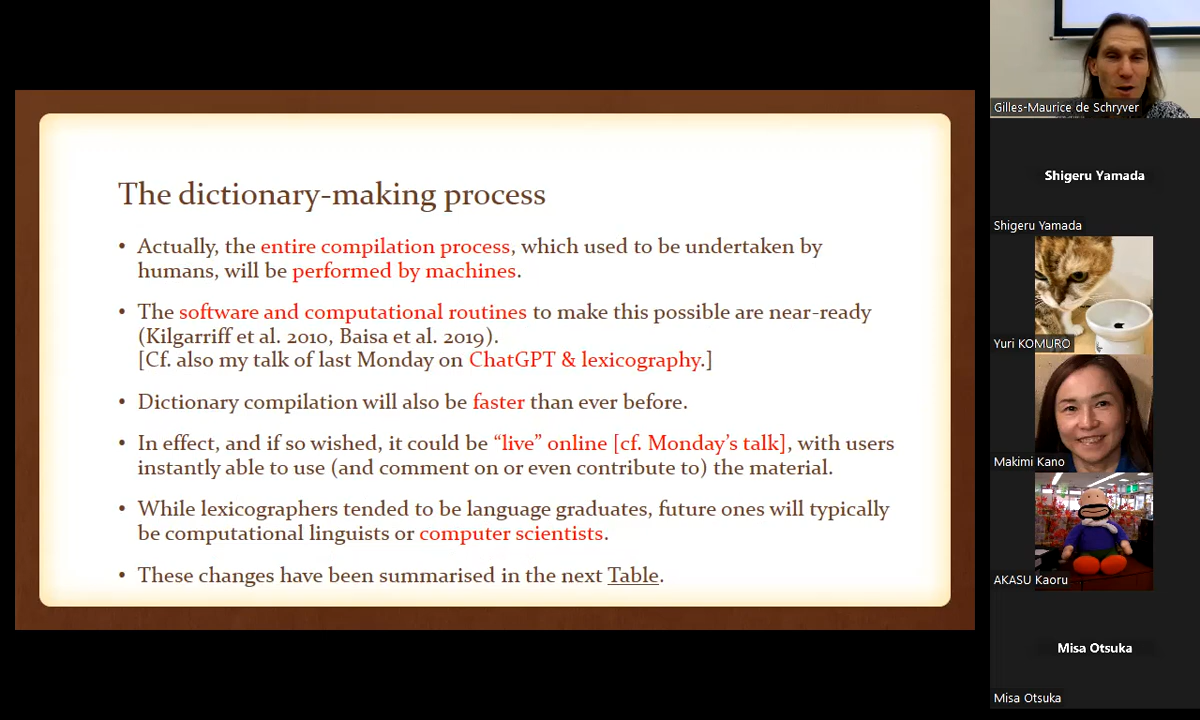 The dictionary-making process
• Actually, the entire compilation process, which used to be undertaken by
humans, will be performed by machines.
• The software and computational routines to make this possible are near-ready
(Kilgarriff et al. 2010, Baisa et al. 2019).
[Cf. also my talk of last Monday on ChatGPT & lexicography.]
• Dictionary compilation will also be faster than ever before.
• In effect, and if so wished, it could be “live” online [cf. Monday’s talk], with users
instantly able to use (and comment on or even contribute to) the material.
• While lexicographers tended to be language graduates, future ones will typically
be computational linguists or computer scientists.
• These changes have been summarised in the next Table.
Gilles-Maurice de Schryver
Shigeru Yamada
Shigeru Yamada
Yuri KOMURO
Makimi Kano
AKASU Kaoru
Misa Otsuka
Misa Otsuka